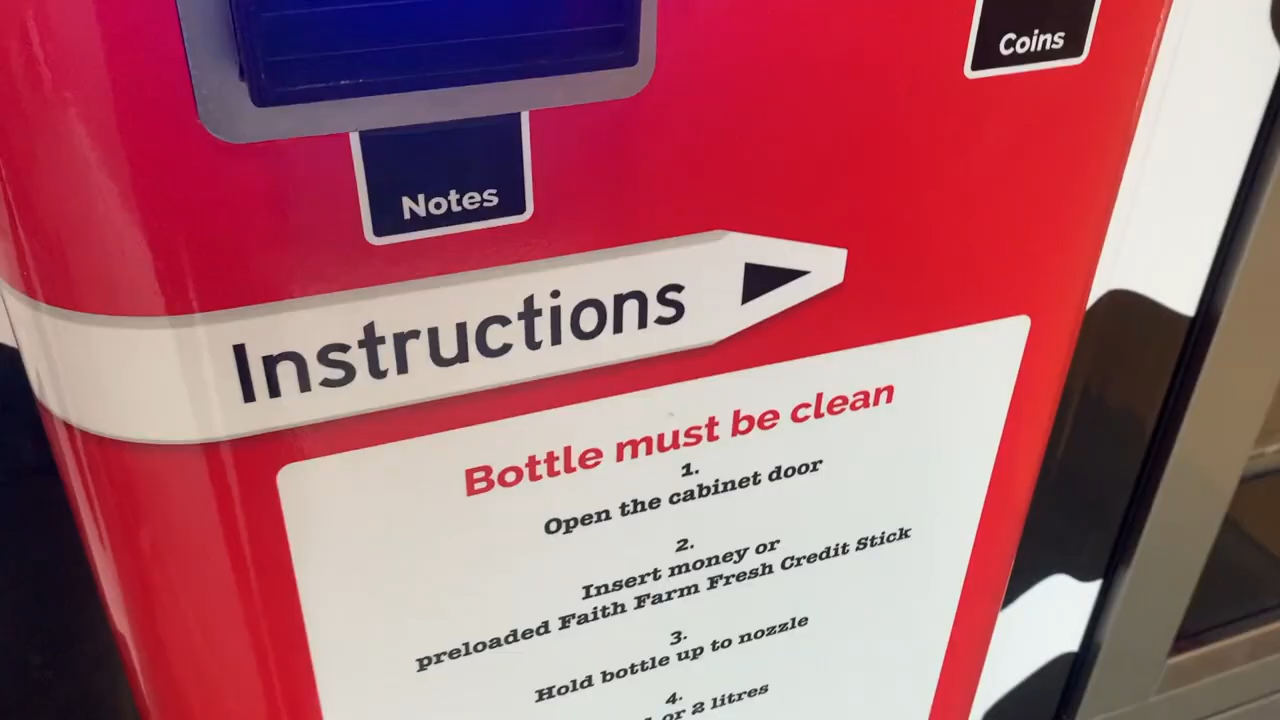 Coins
Notes
Instructions
Bottle must be clean
1.
Open the cabinet door
2.
Insert money or
preloaded Faith Farm Fresh Credit Stick
3.
Hold bottle up to nozzle
4.
or 2 litres